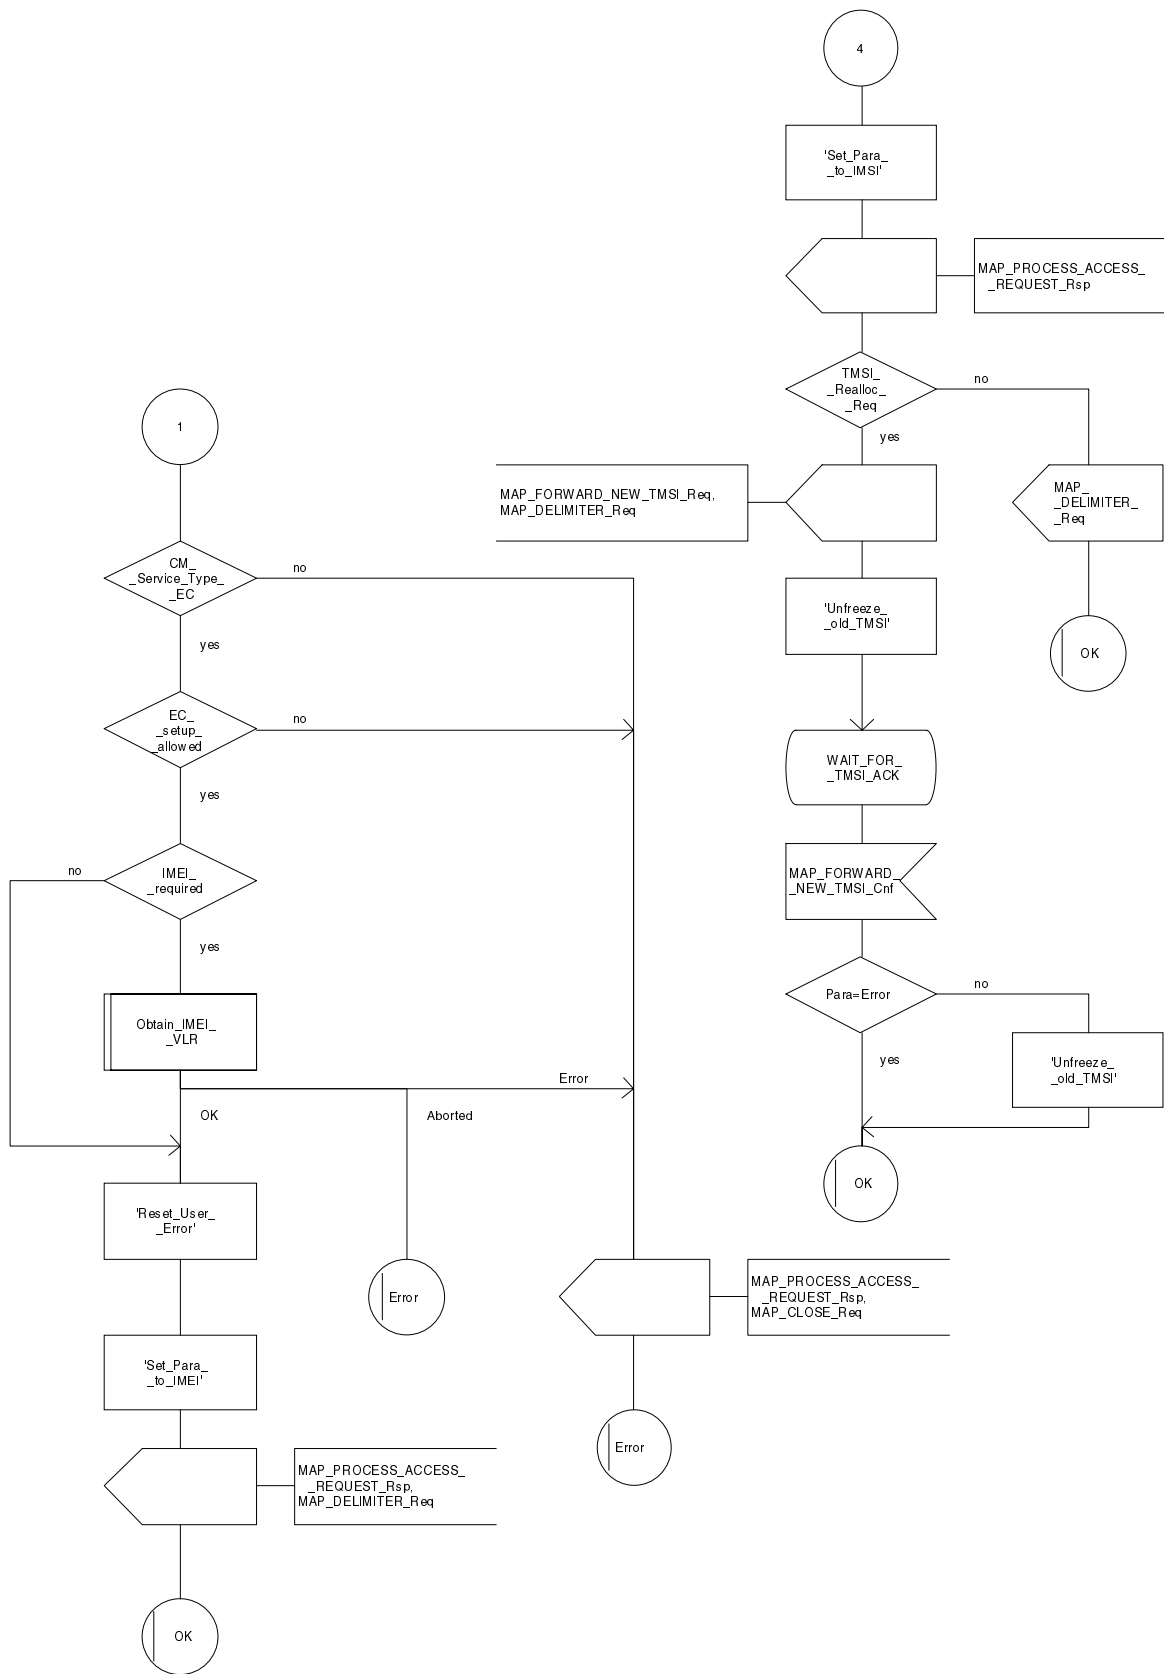 4
'Set_Para_
_to_IMSI'
MAP_PROCESS_ACCESS_
_REQUEST_Rsp
TMSI_
_Realloc_
_Req
no
yes
MAP_FORWARD_NEW_TMSI_Req,
MAP_DELIMITER_Req
MAP_
_DELIMITER_
_Req
'Unfreeze_
_old_TMSI'
OK
WAIT_FOR_
_TMSI_ACK
MAP_FORWARD_
_NEW_TMSI_Cnf
Para=Error
no
yes
'Unfreeze_
_old_TMSI'
OK
1
CM_
_Service_Type_
_EC
no
yes
EC_
_setup_
_allowed
no
yes
IMEI_
_required
no
yes
Obtain_IMEI_
_VLR
Error
OK
Aborted
'Reset_User_
_Error'
Error
MAP_PROCESS_ACCESS_
_REQUEST_Rsp,
MAP_CLOSE_Req
'Set_Para_
_to_IMEI'
Error
MAP_PROCESS_ACCESS_
_REQUEST_Rsp,
MAP_DELIMITER_Req
OK